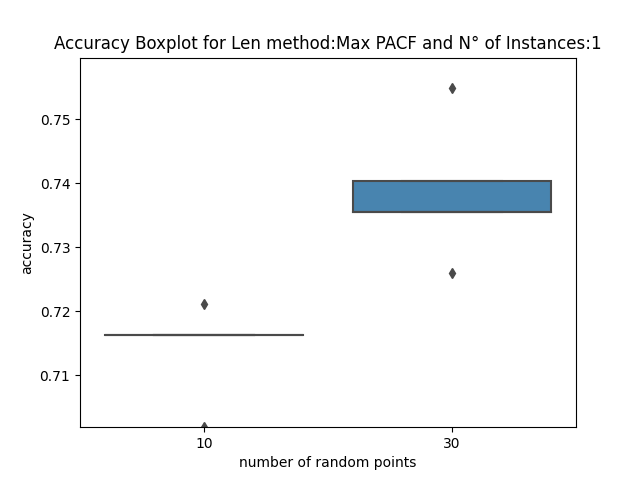 Accuracy Boxplot for Len method:Max PACF and N° of Instances:1
0.75
0.74
0.73
0.72
0.71
accuracy
10
30
number of random points